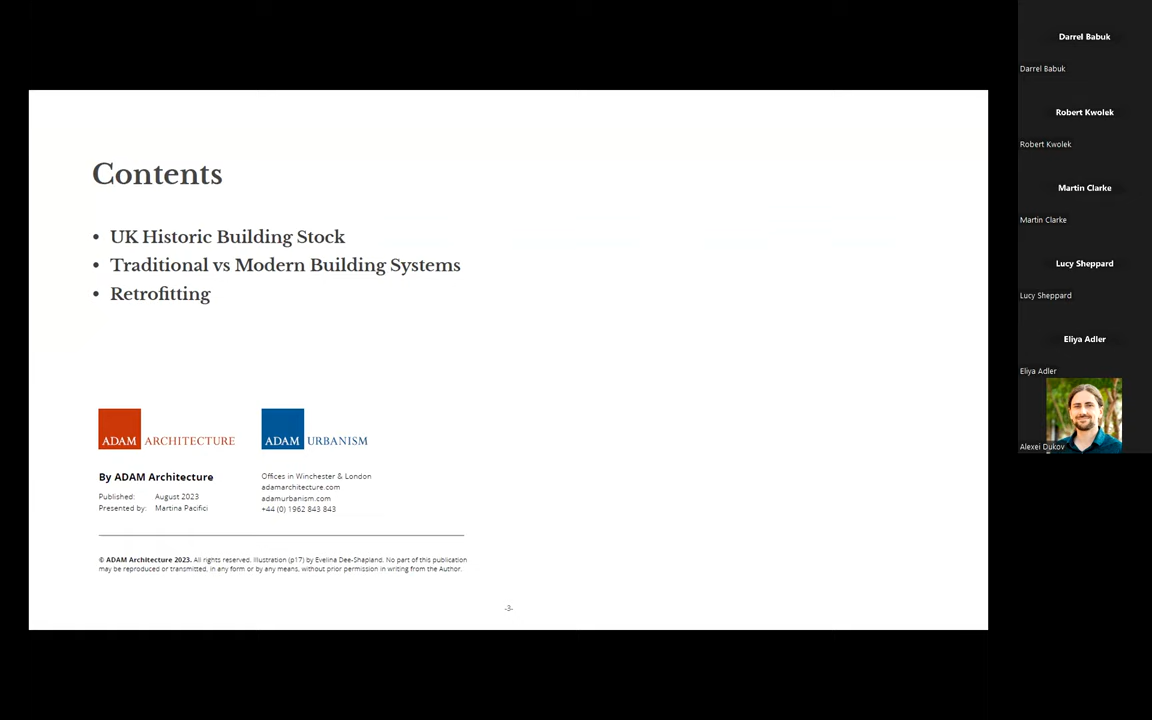 Contents
• UK Historic Building Stock
• Traditional vs Modern Building Systems
• Retrofitting
ADAM ARCHITECTURE
ADAM URBANISM
By ADAM Architecture
Published: August 2023
Presented by: Martina Pacifici
Offices in Winchester & London
adamarchitecture.com
adamurbanism.com
+44 (0) 1962 843 843
© ADAM Architecture 2023. All rights reserved. Illustration (p17) by Evelina Dee-Shapland. No part of this publication
may be reproduced or transmitted, in any form or by any means, without prior permission in writing from the Author.
-3-
Darrel Babuk
Darrel Babuk
Robert Kwolek
Robert Kwolek
Martin Clarke
Martin Clarke
Lucy Sheppard
Lucy Sheppard
Eliya Adler
Eliya Adler
Alexei Dukov